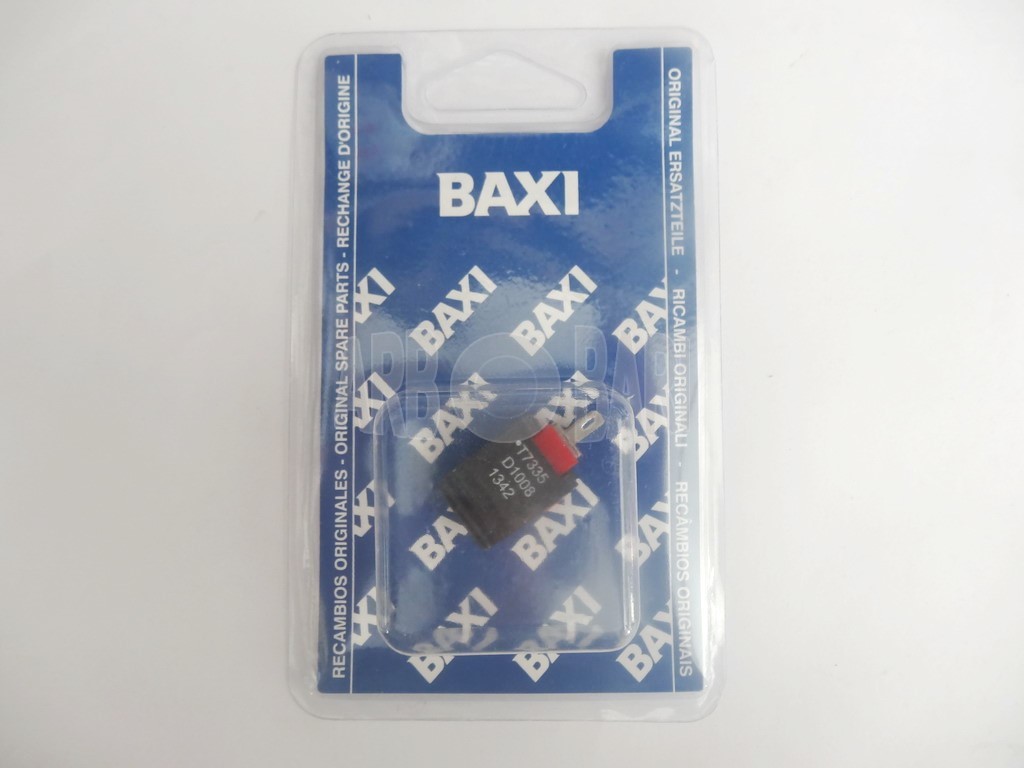 BAXI
RECAMBIOS ORIGINALES - ORIGINAL SPARE PARTS - RECHANGE D'ORIGINE
ORIGINAL ERSATZTEILE - RICAMBI ORIGINALI - RECÂMBIOS ORIGINAIS
BAXI BAXI
BAXI
T7335
D1008
1342
BAXI BAXI
BAXI BAXI BAXI